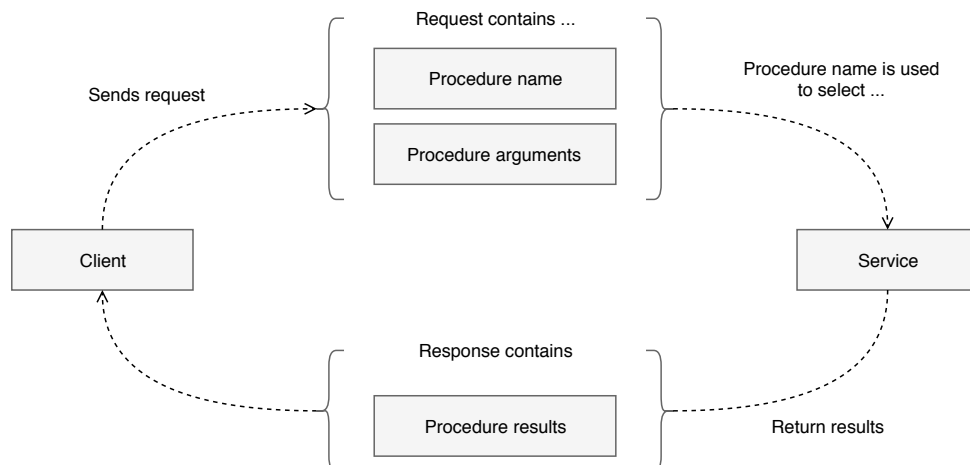 Request contains ...
Procedure name
Procedure name is used
to select ...
Sends request
Procedure arguments
Client
Service
Response contains
Procedure results
Return results